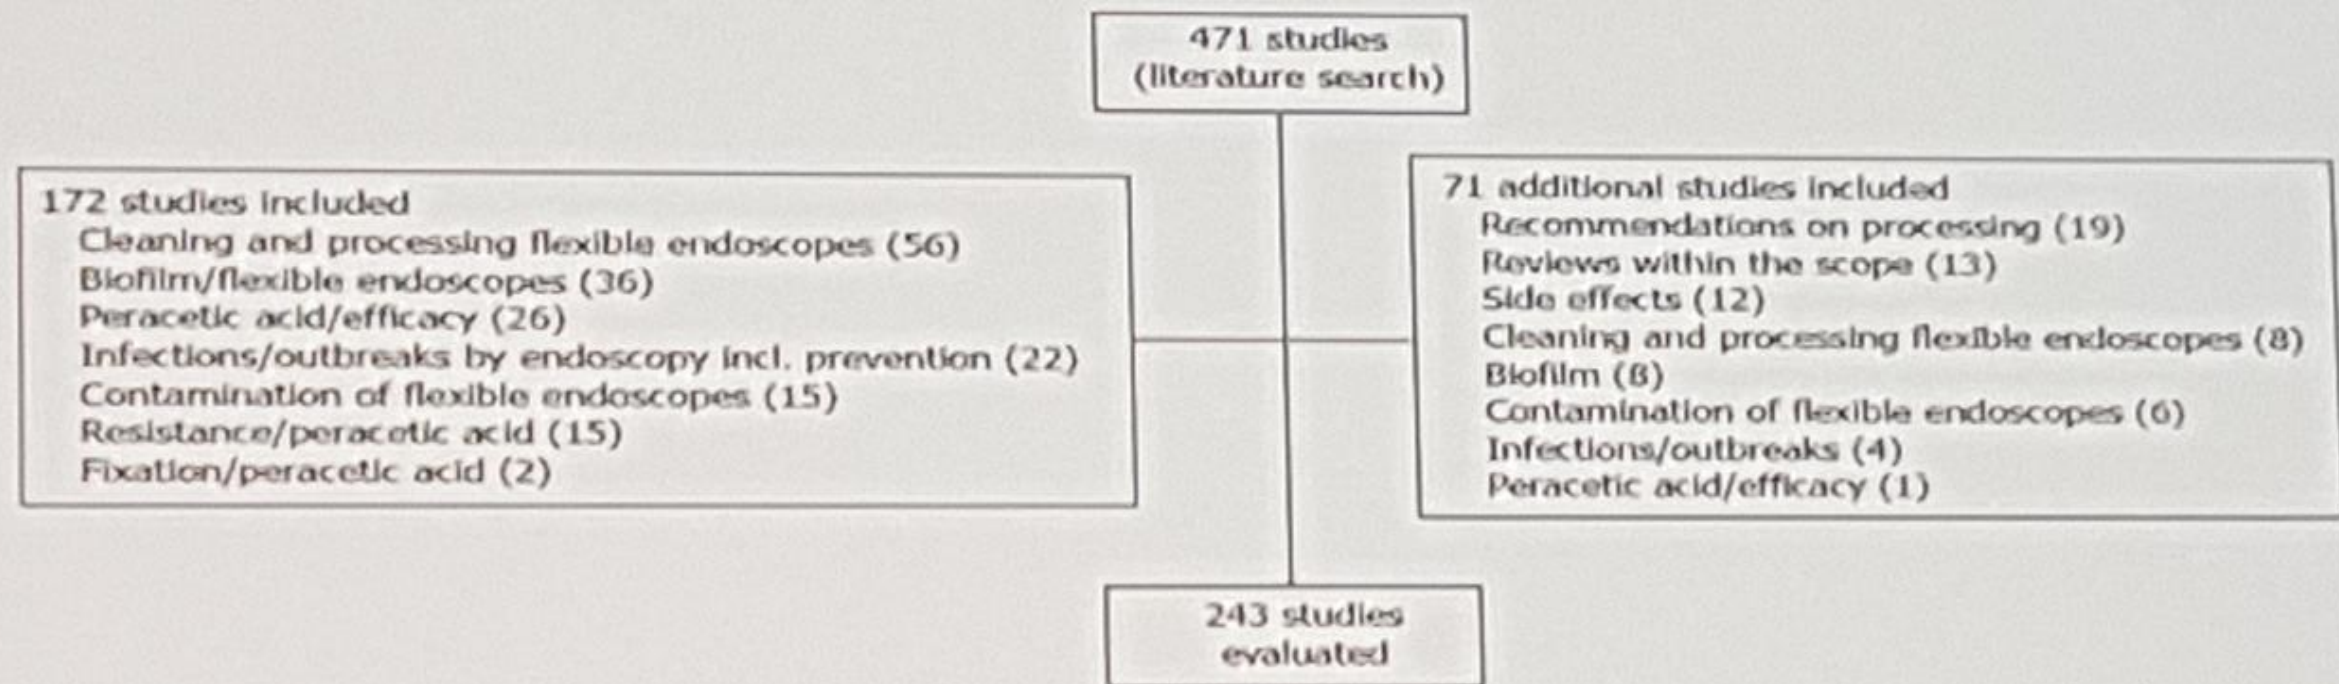 471 studies
(literature search)
172 studies included
Cleaning and processing flexible endoscopes (56)
Biofilm/flexible endoscopes (36)
Peracetic acid/efficacy (26)
Infections/outbreaks by endoscopy incl. prevention (22)
Contamination of flexible endoscopes (15)
Resistance/peracetic acid (15)
Fixation/peracetic acid (2)
71 additional studies included
Recommendations on processing (19)
Reviews within the scope (13)
Side effects (12)
Cleaning and processing flexible endoscopes (8)
Biofilm (8)
Contamination of flexible endoscopes (6)
Infections/outbreaks (4)
Peracetic acid/efficacy (1)
243 studies
evaluated